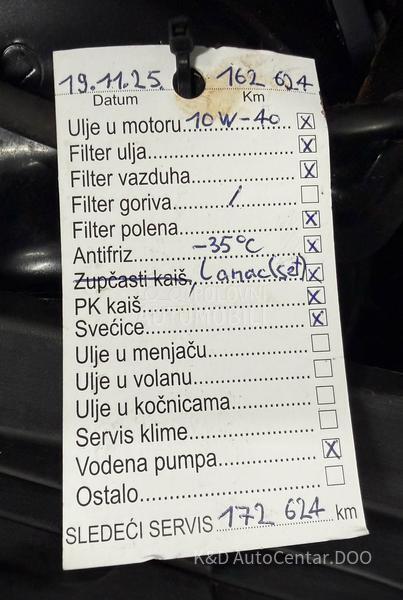 19.11.25. 162 624
Datum Km
Ulje u motoru 10W-40 X
Filter ulja X
Filter vazduha X
Filter goriva /
Filter polena X
Antifriz -35°C X
Zupčasti kaiš, Lanac (set) X
PK kaiš X
Svećice X
Ulje u menjaču
Ulje u volanu
Ulje u kočnicama
Servis klime
Vodena pumpa X
Ostalo
SLEDEĆI SERVIS 172 624 km
K&D AutoCentar.DOO